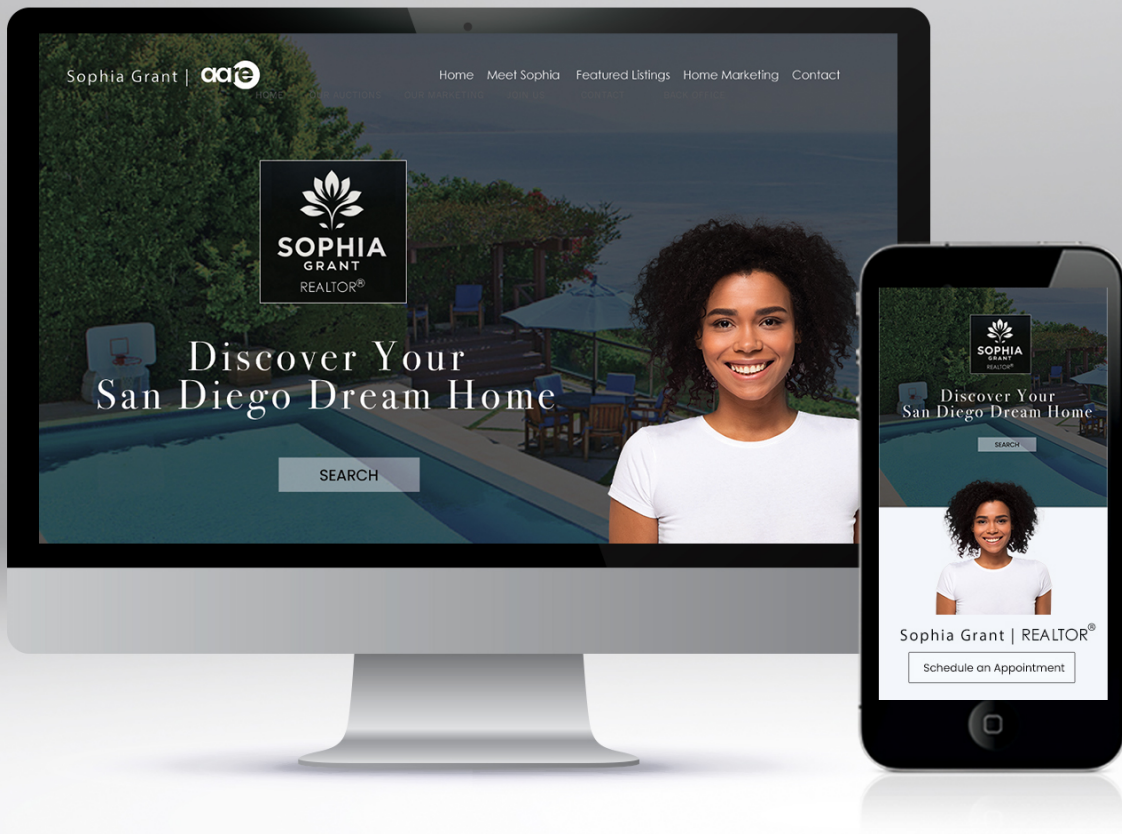 Sophia Grant | aare
Home Meet Sophia Featured Listings Home Marketing Contact
SOPHIA
GRANT
REALTOR®
Discover Your
San Diego Dream Home
SEARCH
SOPHIA
GRANT
REALTOR®
Discover Your
San Diego Dream Home
SEARCH
Sophia Grant | REALTOR®
Schedule an Appointment